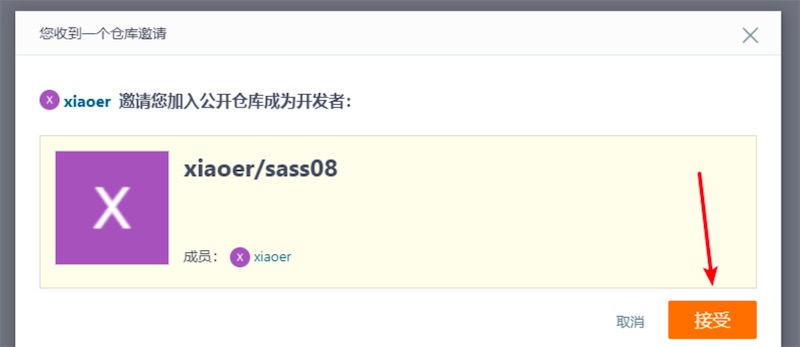 您收到一个仓库邀请
X xiaoer 邀请您加入公开仓库成为开发者：
X
xiaoer/sass08
成员： X xiaoer
取消 接受